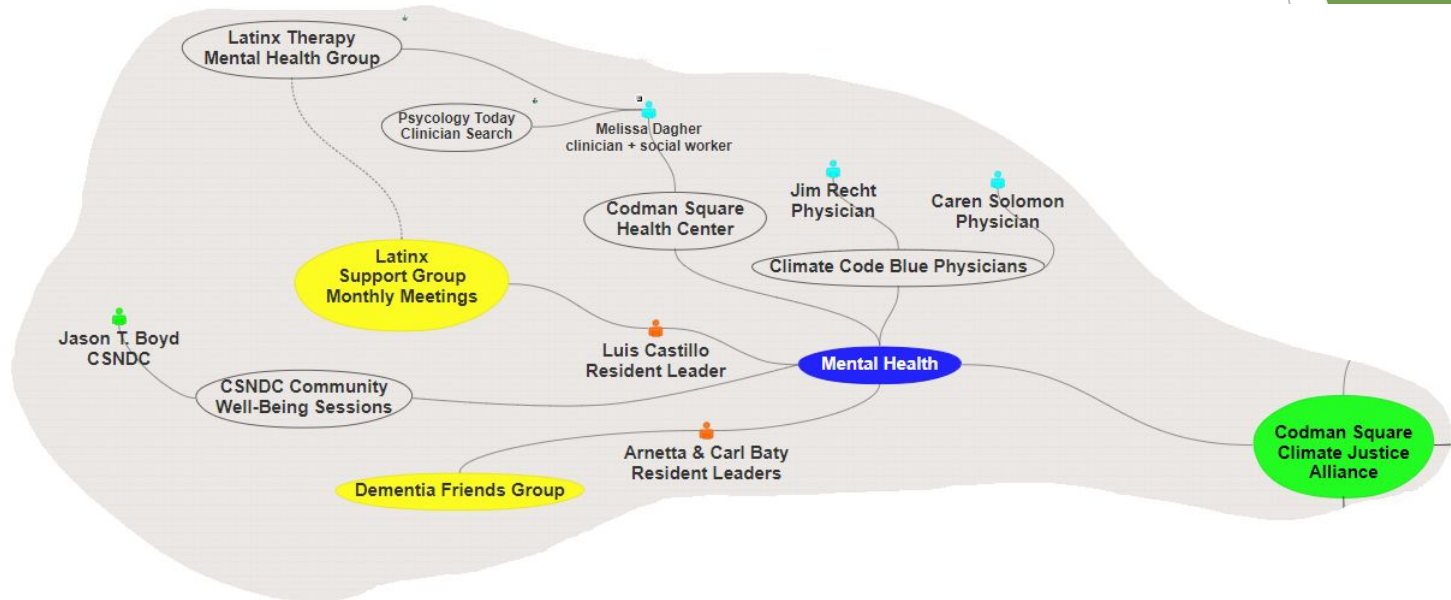 Latinx Therapy
Mental Health Group
Psycology Today
Clinician Search
Melissa Dagher
clinician + social worker
Jim Recht
Physician
Caren Solomon
Physician
Codman Square
Health Center
Climate Code Blue Physicians
Latinx
Support Group
Monthly Meetings
Jason T. Boyd
CSNDC
Luis Castillo
Resident Leader
Mental Health
CSNDC Community
Well-Being Sessions
Arnetta & Carl Baty
Resident Leaders
Dementia Friends Group
Codman Square
Climate Justice
Alliance